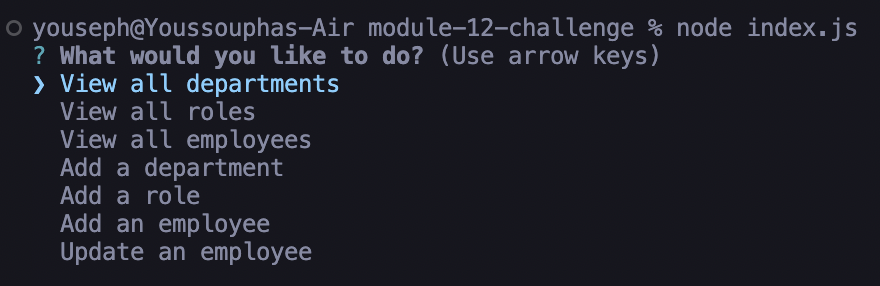 youseph@Youssouphas-Air module-12-challenge % node index.js
? What would you like to do? (Use arrow keys)
❯ View all departments
View all roles
View all employees
Add a department
Add a role
Add an employee
Update an employee